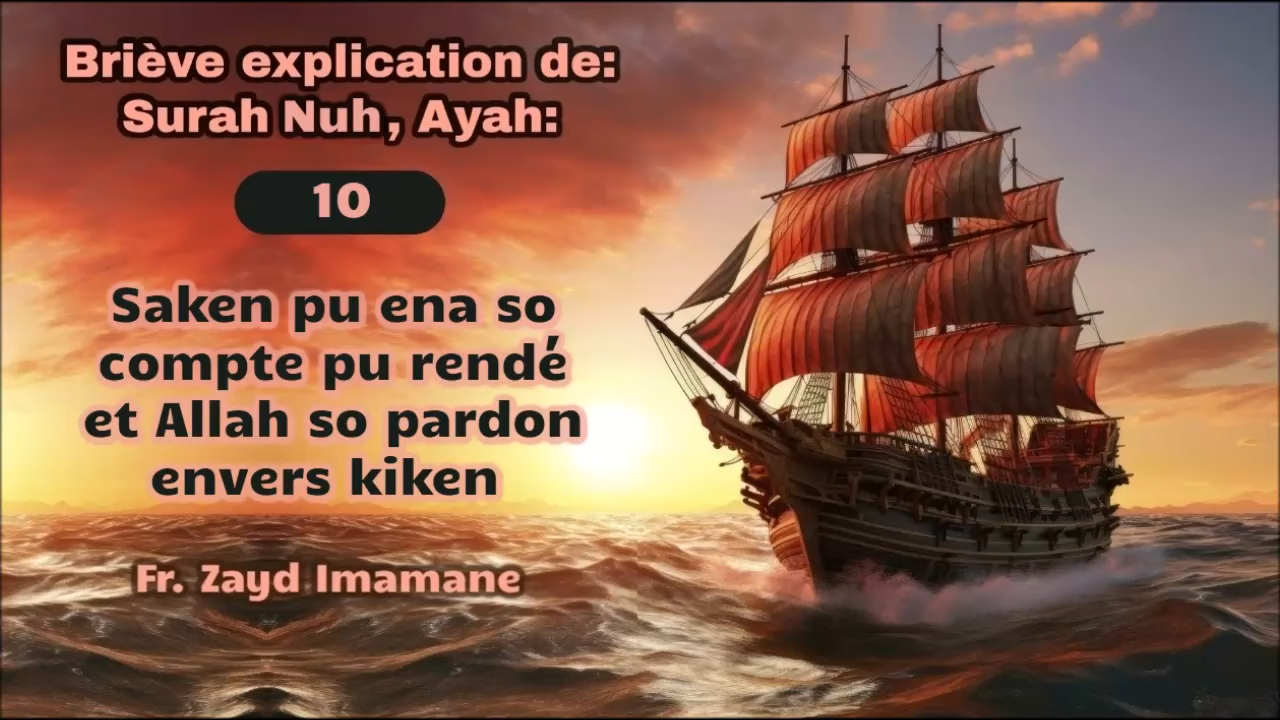 Briève explication de:
Surah Nuh, Ayah:
10
Saken pu ena so
compte pu rendé
et Allah so pardon
envers kiken
Fr. Zayd Imamane